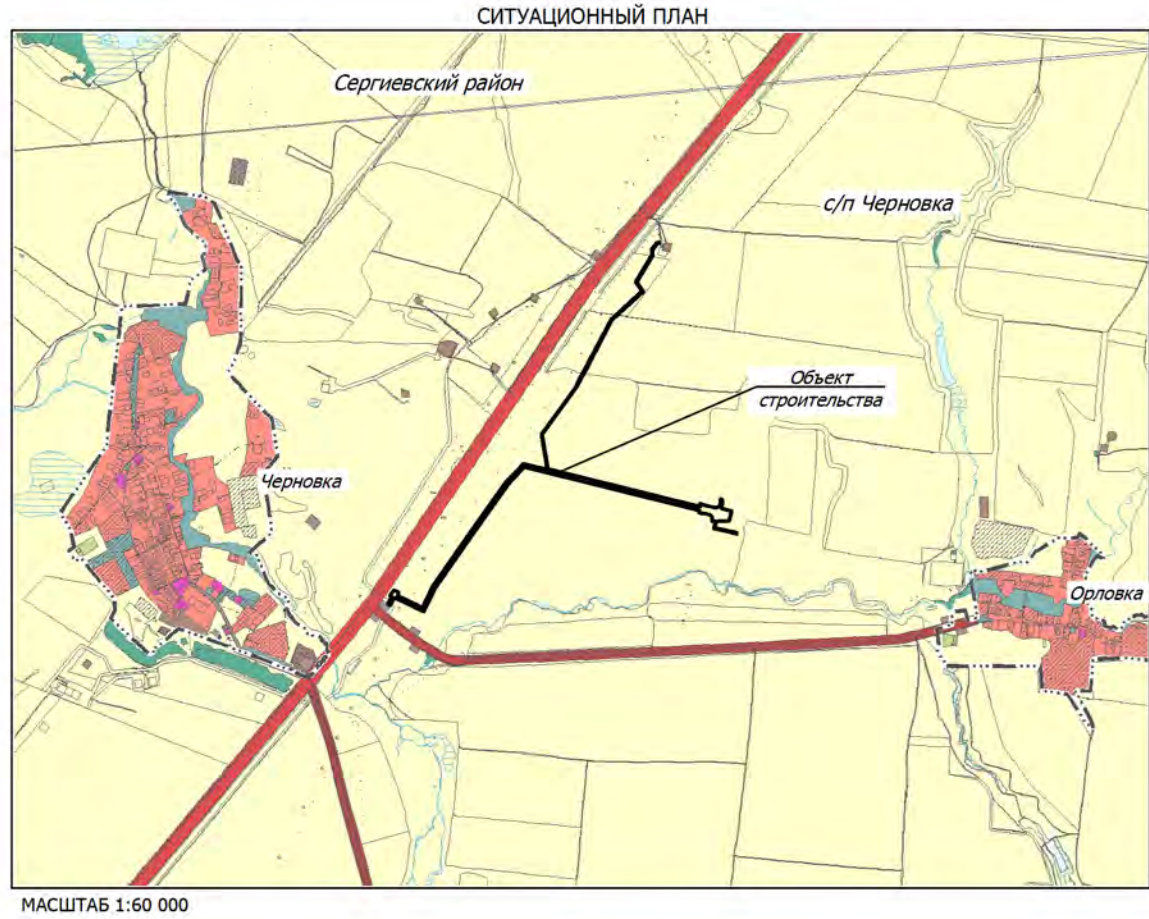 СИТУАЦИОННЫЙ ПЛАН
Сергиевский район
с/п Черновка
Объект
строительства
Черновка
Орловка
МАСШТАБ 1:60 000